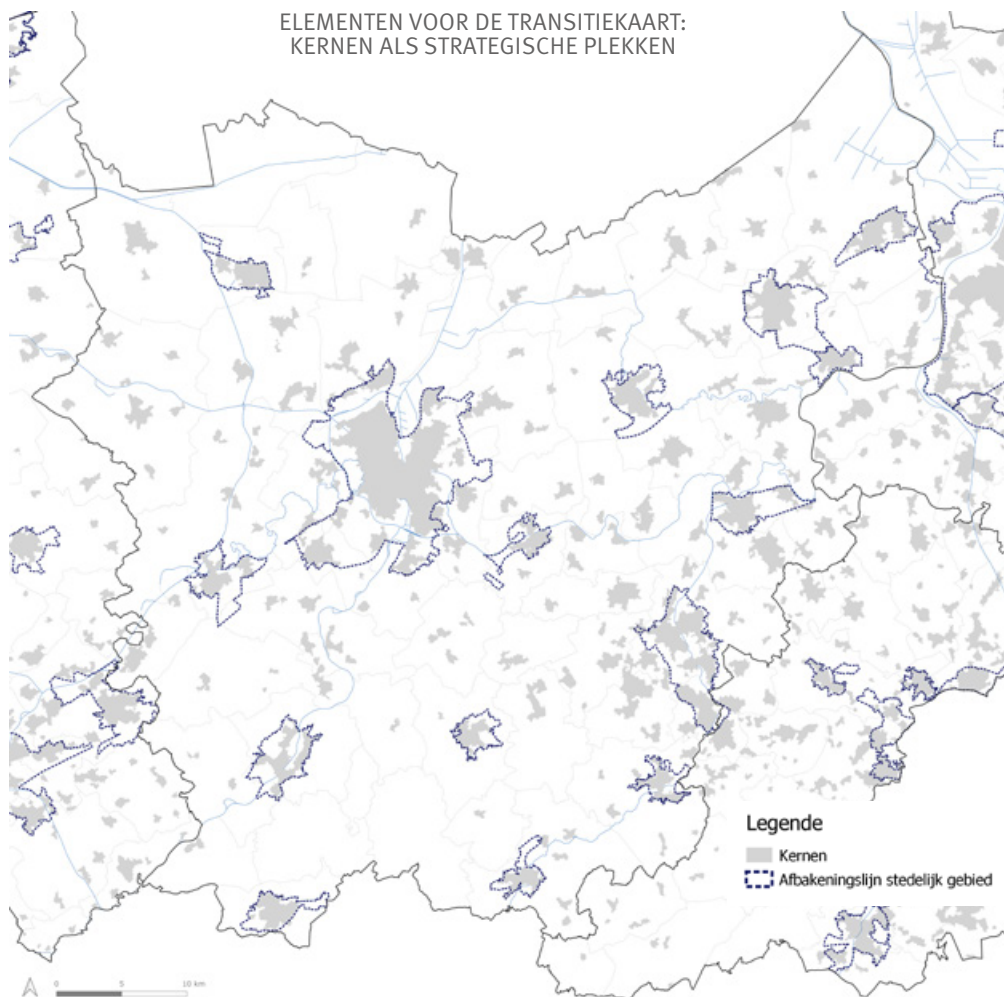 ELEMENTEN VOOR DE TRANSITIEKAART:
KERNEN ALS STRATEGISCHE PLEKKEN
Legende
Kernen
Afbakeningslijn stedelijk gebied
0 5 10 km